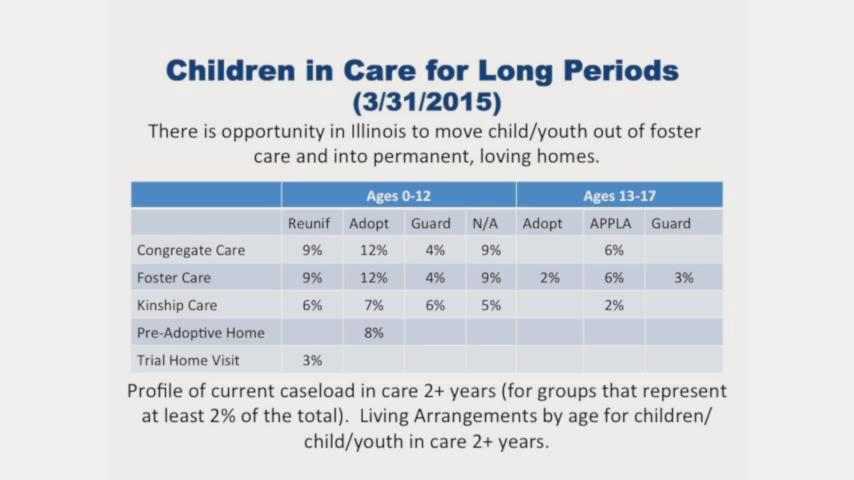 Children in Care for Long Periods
(3/31/2015)
There is opportunity in Illinois to move child/youth out of foster
care and into permanent, loving homes.
Ages 0-12 Ages 13-17
Reunif Adopt Guard N/A Adopt APPLA Guard
Congregate Care 9% 12% 4% 9% 6%
Foster Care 9% 12% 4% 9% 2% 6% 3%
Kinship Care 6% 7% 6% 5% 2%
Pre-Adoptive Home 8%
Trial Home Visit 3%
Profile of current caseload in care 2+ years (for groups that represent
at least 2% of the total). Living Arrangements by age for children/
child/youth in care 2+ years.